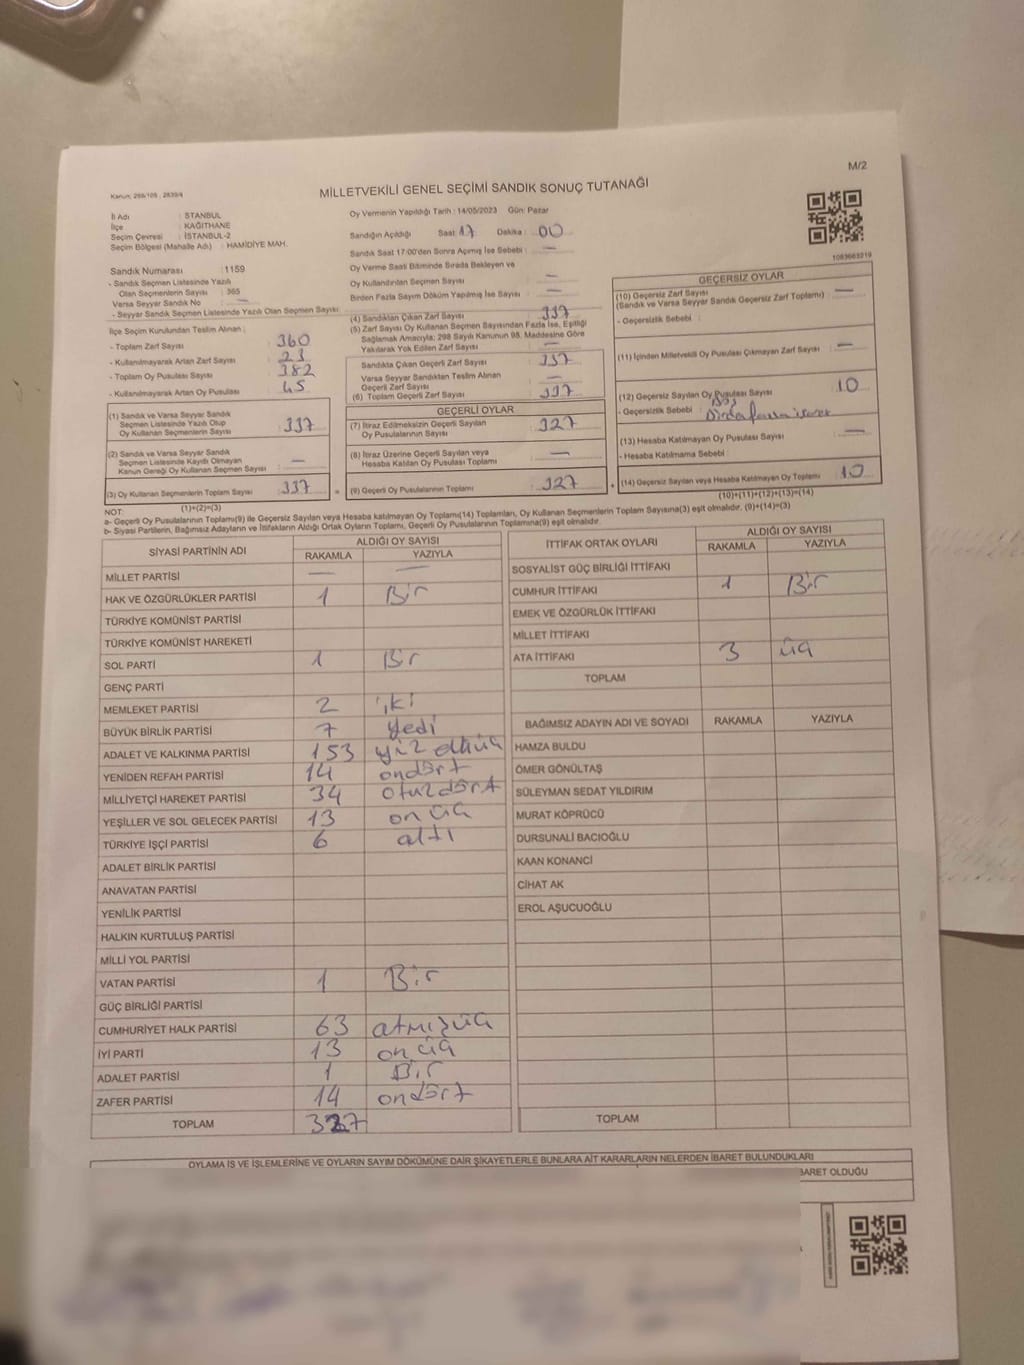 M/2
Kanun: 298/105 , 2839/4
MİLLETVEKİLİ GENEL SEÇİMİ SANDIK SONUÇ TUTANAĞI
İl Adı : İSTANBUL
İlçe : KAĞITHANE
Seçim Çevresi : İSTANBUL-2
Seçim Bölgesi (Mahalle Adı) : HAMİDİYE MAH.
Sandık Numarası : 1159
- Sandık Seçmen Listesinde Yazılı
Olan Seçmenlerin Sayısı : 365
Varsa Seyyar Sandık No : —
- Seyyar Sandık Seçmen Listesinde Yazılı Olan Seçmen Sayısı
İlçe Seçim Kurulundan Teslim Alınan :
- Toplam Zarf Sayısı 360
- Kullanılmayarak Artan Zarf Sayısı 23
- Toplam Oy Pusulası Sayısı 382
- Kullanılmayarak Artan Oy Pusulası 45
(1) Sandık ve Varsa Seyyar Sandık
Seçmen Listesinde Yazılı Olup
Oy Kullanan Seçmenlerin Sayısı : 337
(2) Sandık ve Varsa Seyyar Sandık
Seçmen Listesinde Kaydı Olmayan
Kanun Gereği Oy Kullanan Seçmen Sayısı : —
(3) Oy Kullanan Seçmenlerin Toplam Sayısı 337
(1)+(2)=(3)
Oy Vermenin Yapıldığı Tarih : 14/05/2023 Gün: Pazar
Sandığın Açıldığı Saat : 17 Dakika : 00
Sandık Saat 17:00'den Sonra Açılmış İse Sebebi : —
Oy Verme Saati Bitiminde Sırada Bekleyen ve
Oy Kullandırılan Seçmen Sayısı —
Birden Fazla Sayım Döküm Yapılmış İse Sayısı —
(4) Sandıktan Çıkan Zarf Sayısı 337
(5) Zarf Sayısı Oy Kullanan Seçmen Sayısından Fazla İse, Eşitliği
Sağlamak Amacıyla; 298 Sayılı Kanunun 98. Maddesine Göre
Yakılarak Yok Edilen Zarf Sayısı —
Sandıkta Çıkan Geçerli Zarf Sayısı 337
Varsa Seyyar Sandıktan Teslim Alınan
Geçerli Zarf Sayısı —
(6) Toplam Geçerli Zarf Sayısı 337
GEÇERLİ OYLAR
(7) İtiraz Edilmeksizin Geçerli Sayılan
Oy Pusulalarının Sayısı : 327
(8) İtiraz Üzerine Geçerli Sayılan veya
Hesaba Katılan Oy Pusulası Toplamı —
= (9) Geçerli Oy Pusulalarının Toplamı : 327
1083663219
GEÇERSİZ OYLAR
(10) Geçersiz Zarf Sayısı
(Sandık ve Varsa Seyyar Sandık Geçersiz Zarf Toplamı) : —
- Geçersizlik Sebebi :
(11) İçinden Milletvekili Oy Pusulası Çıkmayan Zarf Sayısı : —
(12) Geçersiz Sayılan Oy Pusulası Sayısı : 10
- Geçersizlik Sebebi :
(13) Hesaba Katılmayan Oy Pusulası Sayısı : —
- Hesaba Katılmama Sebebi :
+ (14) Geçersiz Sayılan veya Hesaba Katılmayan Oy Toplamı 10
(10)+(11)+(12)+(13)=(14)
NOT:
a- Geçerli Oy Pusulalarının Toplamı(9) ile Geçersiz Sayılan veya Hesaba katılmayan Oy Toplamı(14) Toplamları, Oy Kullanan Seçmenlerin Toplam Sayısına(3) eşit olmalıdır. (9)+(14)=(3)
b- Siyasi Partilerin, Bağımsız Adayların ve İttifakların Aldığı Ortak Oyların Toplamı, Geçerli Oy Pusulalarının Toplamına(9) eşit olmalıdır
SİYASİ PARTİNİN ADI ALDIĞI OY SAYISI
RAKAMLA YAZIYLA
MİLLET PARTİSİ — —
HAK VE ÖZGÜRLÜKLER PARTİSİ 1 Bir
TÜRKİYE KOMÜNİST PARTİSİ
TÜRKİYE KOMÜNİST HAREKETİ
SOL PARTİ 1 Bir
GENÇ PARTİ
MEMLEKET PARTİSİ 2 iki
BÜYÜK BİRLİK PARTİSİ 7 yedi
ADALET VE KALKINMA PARTİSİ 153 yüz elliüç
YENİDEN REFAH PARTİSİ 14 ondört
MİLLİYETÇİ HAREKET PARTİSİ 34 otuzdört
YEŞİLLER VE SOL GELECEK PARTİSİ 13 on üç
TÜRKİYE İŞÇİ PARTİSİ 6 altı
ADALET BİRLİK PARTİSİ
ANAVATAN PARTİSİ
YENİLİK PARTİSİ
HALKIN KURTULUŞ PARTİSİ
MİLLİ YOL PARTİSİ
VATAN PARTİSİ 1 Bir
GÜÇ BİRLİĞİ PARTİSİ
CUMHURİYET HALK PARTİSİ 63 atmışüç
İYİ PARTİ 13 on üç
ADALET PARTİSİ 1 Bir
ZAFER PARTİSİ 14 ondört
TOPLAM 327
İTTİFAK ORTAK OYLARI ALDIĞI OY SAYISI
RAKAMLA YAZIYLA
SOSYALİST GÜÇ BİRLİĞİ İTTİFAKI
CUMHUR İTTİFAKI 1 Bir
EMEK VE ÖZGÜRLÜK İTTİFAKI
MİLLET İTTİFAKI
ATA İTTİFAKI 3 üç
TOPLAM
BAĞIMSIZ ADAYIN ADI VE SOYADI RAKAMLA YAZIYLA
HAMZA BULDU
ÖMER GÖNÜLTAŞ
SÜLEYMAN SEDAT YILDIRIM
MURAT KÖPRÜCÜ
DURSUNALİ BACIOĞLU
KAAN KONANCİ
CİHAT AK
EROL AŞUCUOĞLU
TOPLAM
OYLAMA İŞ VE İŞLEMLERİNE VE OYLARIN SAYIM DÖKÜMÜNE DAİR ŞİKAYETLERLE BUNLARA AİT KARARLARIN NELERDEN İBARET BULUNDUKLARI
BARET OLDUĞU